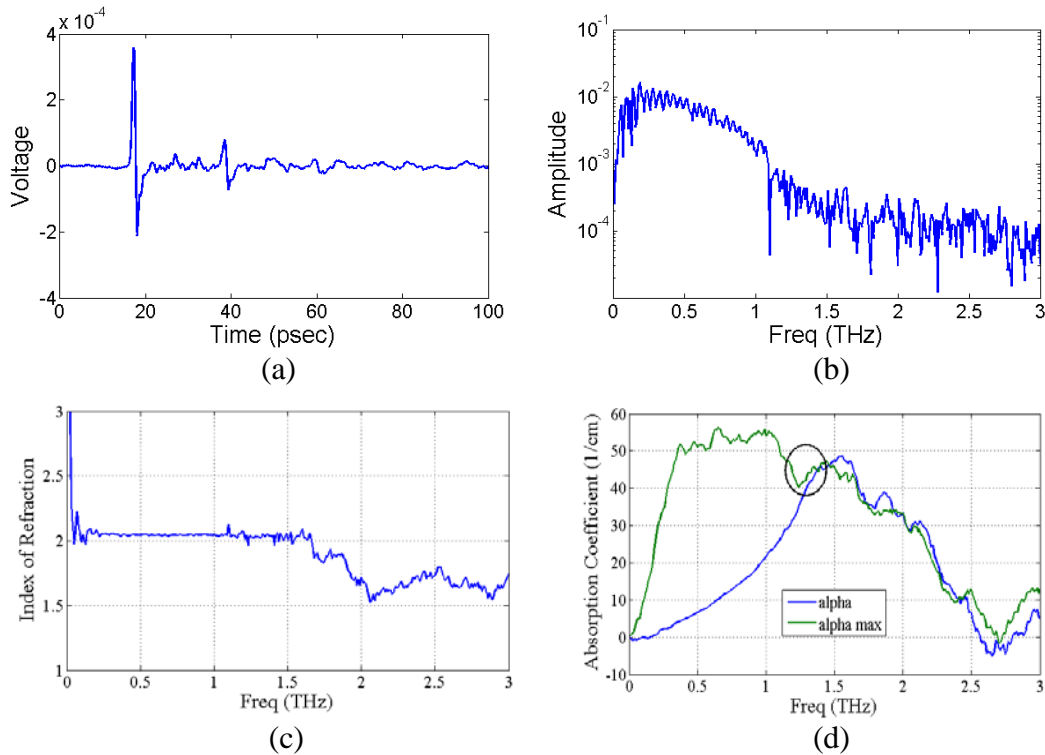 x 10^-4
4
2
0
-2
-4
Voltage
0 20 40 60 80 100
Time (psec)
(a)
10^-1
10^-2
10^-3
10^-4
Amplitude
0 0.5 1 1.5 2 2.5 3
Freq (THz)
(b)
3
2.5
2
1.5
1
Index of Refraction
0 0.5 1 1.5 2 2.5 3
Freq (THz)
(c)
60
50
40
30
20
10
0
-10
Absorption Coefficient (1/cm)
alpha
alpha max
0 0.5 1 1.5 2 2.5 3
Freq (THz)
(d)